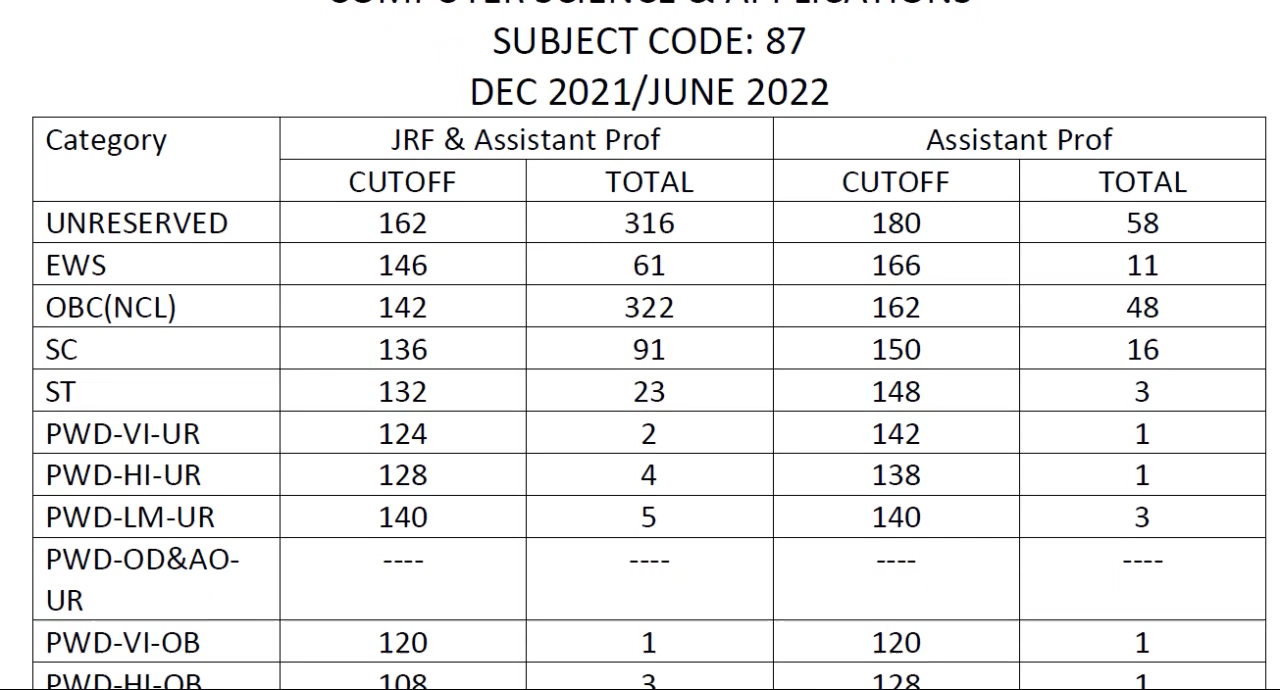 COMPUTER SCIENCE & APPLICATIONS
SUBJECT CODE: 87
DEC 2021/JUNE 2022
Category JRF & Assistant Prof Assistant Prof
CUTOFF TOTAL CUTOFF TOTAL
UNRESERVED 162 316 180 58
EWS 146 61 166 11
OBC(NCL) 142 322 162 48
SC 136 91 150 16
ST 132 23 148 3
PWD-VI-UR 124 2 142 1
PWD-HI-UR 128 4 138 1
PWD-LM-UR 140 5 140 3
PWD-OD&AO- ---- ---- ---- ----
UR
PWD-VI-OB 120 1 120 1
PWD-HI-OB 108 3 128 1